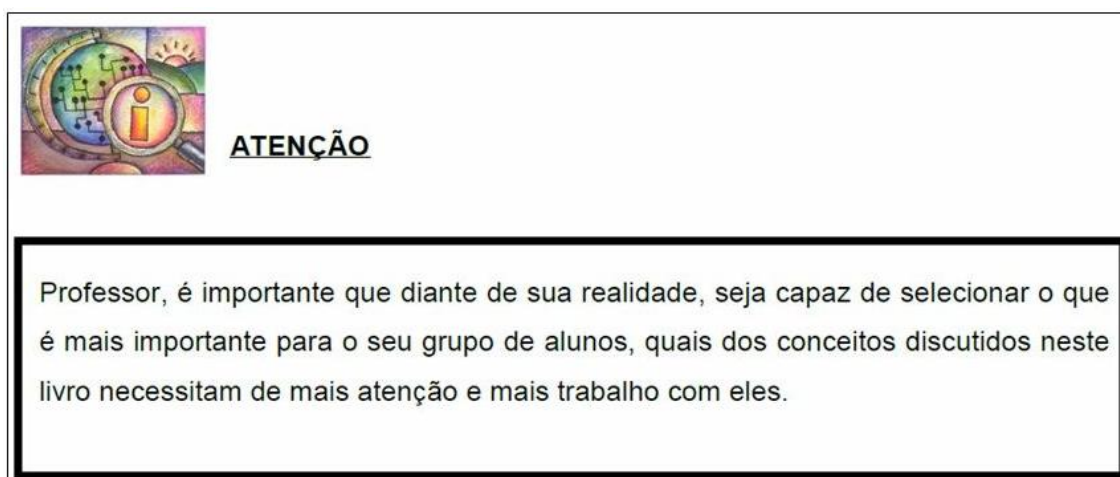 ATENÇÃO
Professor, é importante que diante de sua realidade, seja capaz de selecionar o que
é mais importante para o seu grupo de alunos, quais dos conceitos discutidos neste
livro necessitam de mais atenção e mais trabalho com eles.